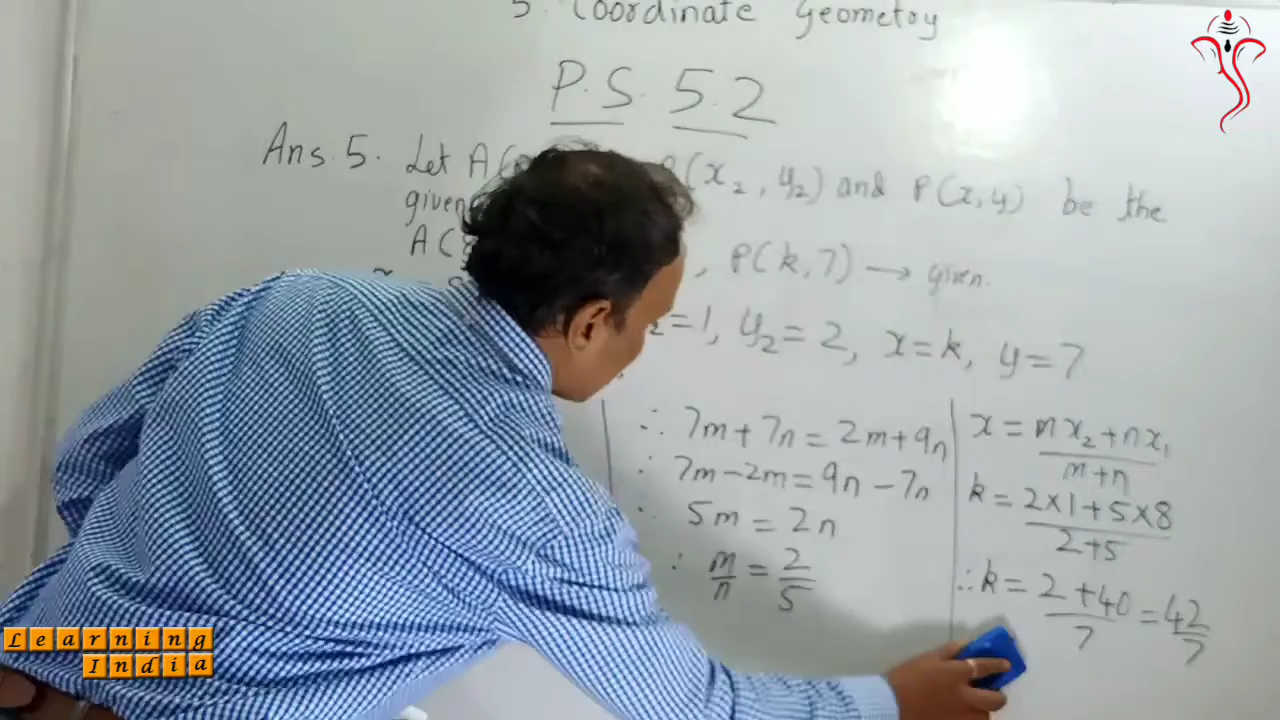 5. Coordinate Geometry
P.S. 5.2
Ans. 5. Let A( (x₂, y₂) and P(x, y) be the
given
A(8 , P(k, 7) → given.
₂=1, y₂=2, x=k, y=7
∴ 7m+7n=2m+9n
∴ 7m-2m=9n-7n
∴ 5m=2n
∴ m/n=2/5
x=mx₂+nx₁/m+n
k=2×1+5×8/2+5
∴k=2+40/7=42/7
Learning
India